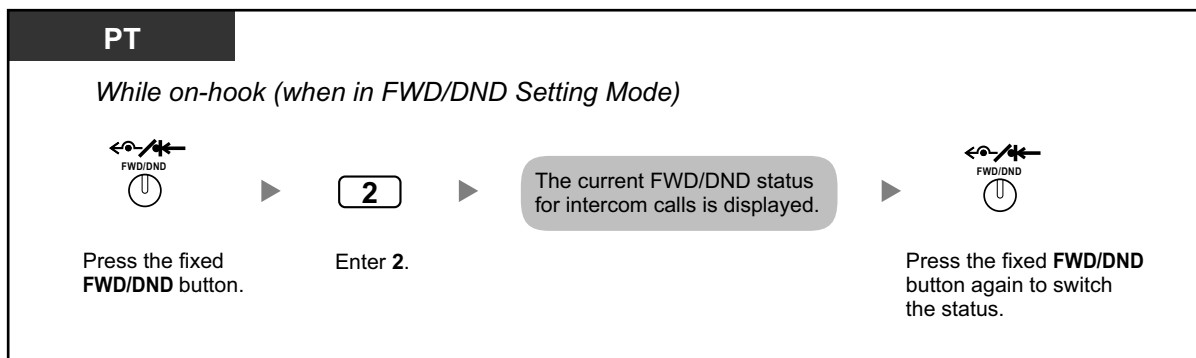 PT
While on-hook (when in FWD/DND Setting Mode)
FWD/DND
Press the fixed
FWD/DND button.
2
Enter 2.
The current FWD/DND status
for intercom calls is displayed.
FWD/DND
Press the fixed FWD/DND
button again to switch
the status.